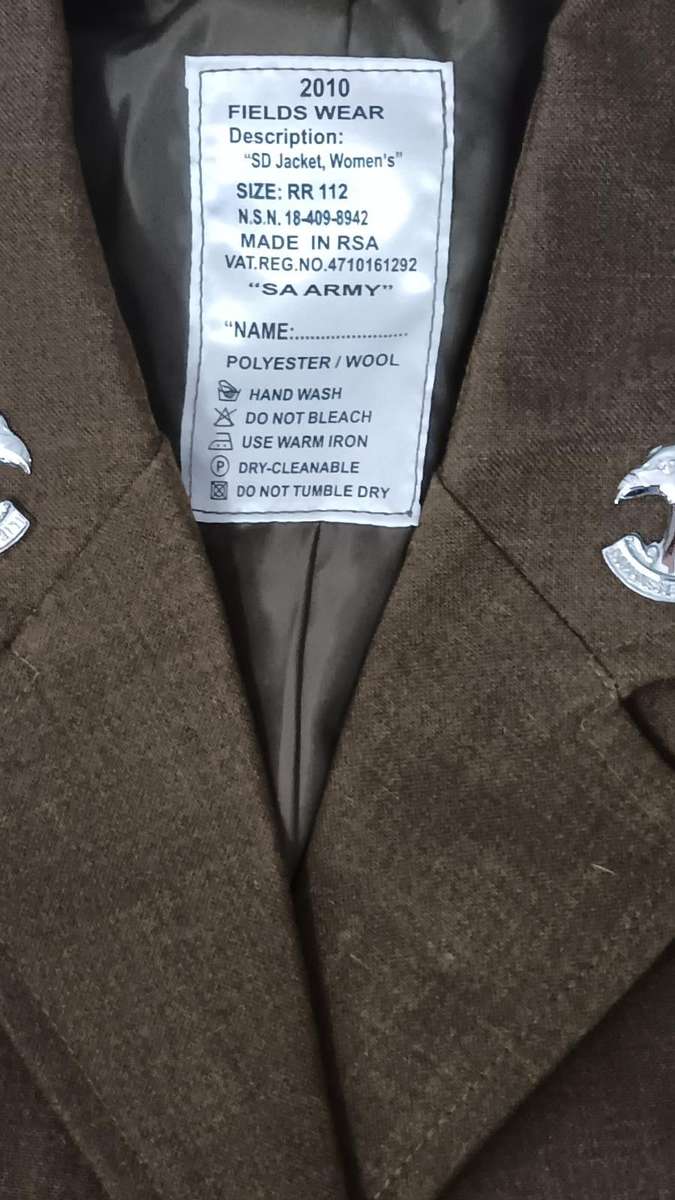 2010
FIELDS WEAR
Description:
“SD Jacket, Women's”
SIZE: RR 112
N.S.N. 18-409-8942
MADE IN RSA
VAT.REG.NO.4710161292
“SA ARMY”
“NAME:......................
POLYESTER / WOOL
HAND WASH
DO NOT BLEACH
USE WARM IRON
P DRY-CLEANABLE
DO NOT TUMBLE DRY